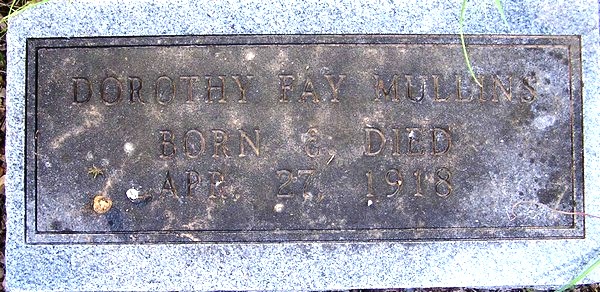 DOROTHY FAY MULLINS
BORN &, DIED
APR. 27, 1918